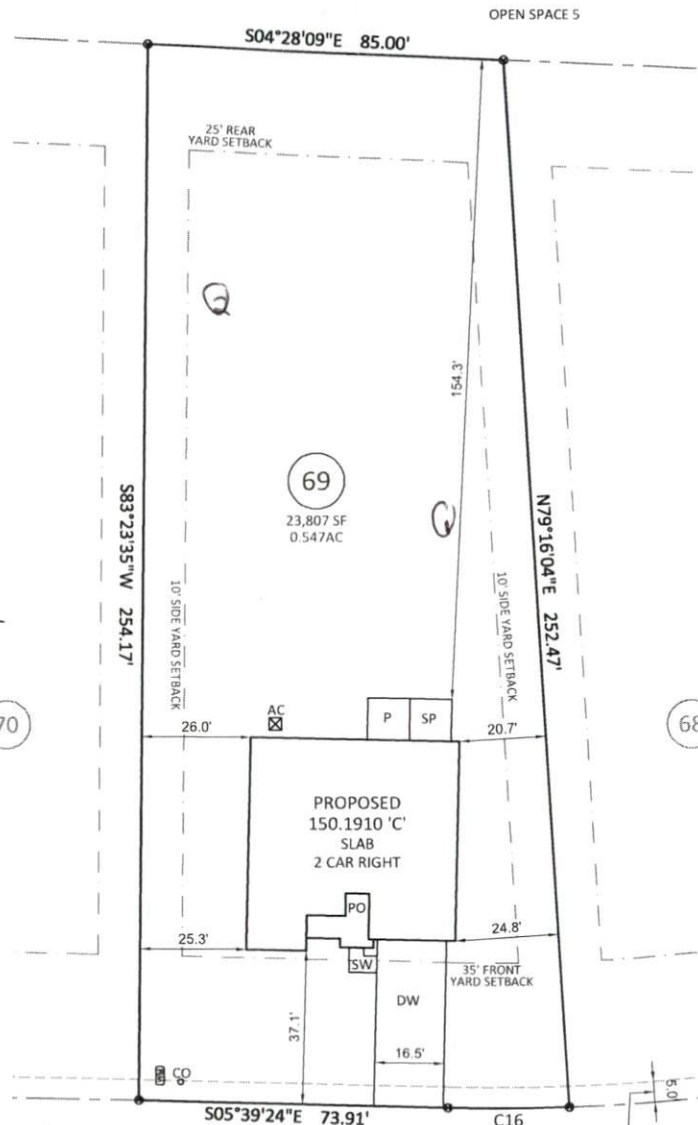 OPEN SPACE 5
S04°28'09"E 85.00'
25' REAR
YARD SETBACK
154.3'
69
23,807 SF
0.547AC
S83°23'35"W 254.17'
N79°16'04"E 252.47'
10' SIDE YARD SETBACK
10' SIDE YARD SETBACK
70
68
AC
P
SP
26.0'
20.7'
PROPOSED
150.1910 'C'
SLAB
2 CAR RIGHT
PO
25.3'
24.8'
SW
35' FRONT
YARD SETBACK
DW
37.1'
16.5'
CO
5.0'
S05°39'24"E 73.91'
C16